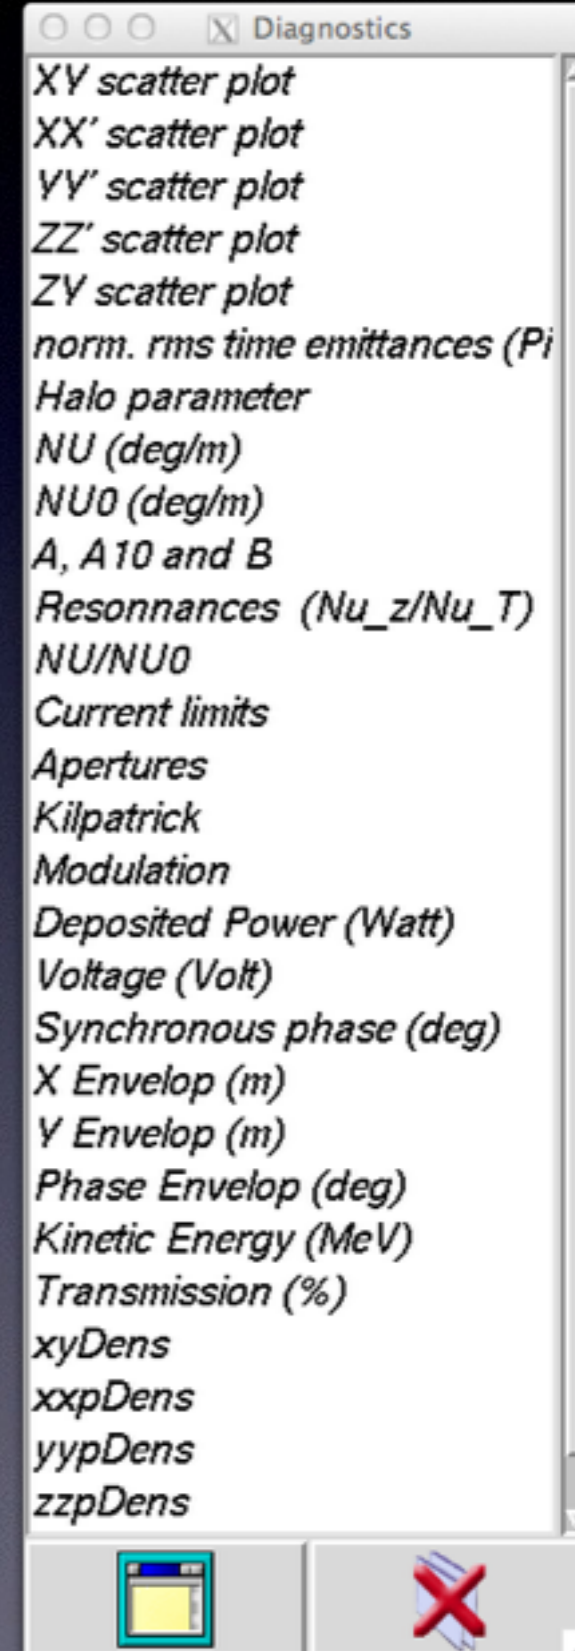 Diagnostics
XY scatter plot
XX' scatter plot
YY' scatter plot
ZZ' scatter plot
ZY scatter plot
norm. rms time emittances (Pi
Halo parameter
NU (deg/m)
NU0 (deg/m)
A, A10 and B
Resonnances (Nu_z/Nu_T)
NU/NU0
Current limits
Apertures
Kilpatrick
Modulation
Deposited Power (Watt)
Voltage (Volt)
Synchronous phase (deg)
X Envelop (m)
Y Envelop (m)
Phase Envelop (deg)
Kinetic Energy (MeV)
Transmission (%)
xyDens
xxpDens
yypDens
zzpDens